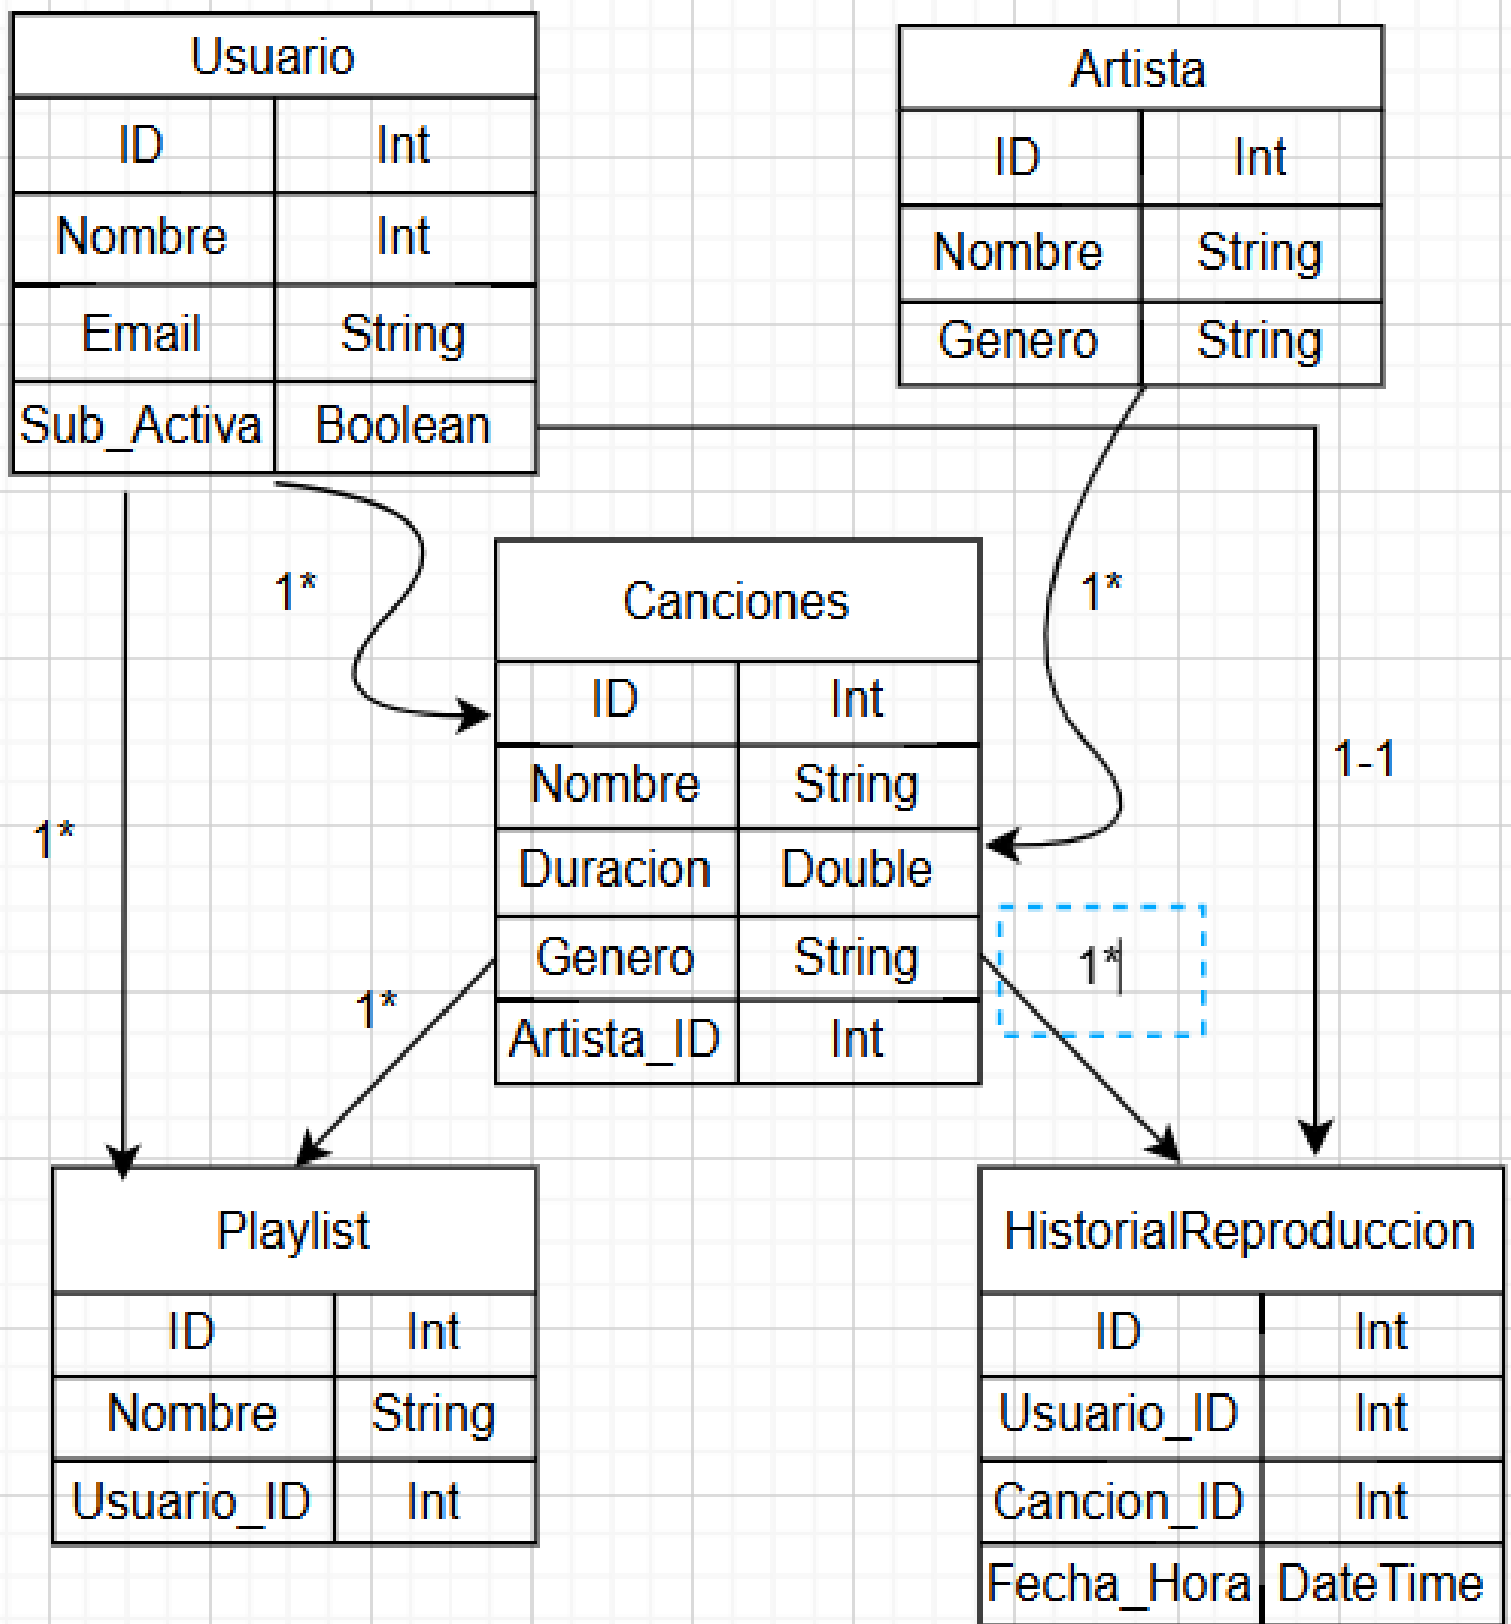 Usuario
ID Int
Nombre Int
Email String
Sub_Activa Boolean
Artista
ID Int
Nombre String
Genero String
1*
1*
Canciones
ID Int
Nombre String
Duracion Double
Genero String
Artista_ID Int
1-1
1*
1*
1*
Playlist
ID Int
Nombre String
Usuario_ID Int
HistorialReproduccion
ID Int
Usuario_ID Int
Cancion_ID Int
Fecha_Hora DateTime